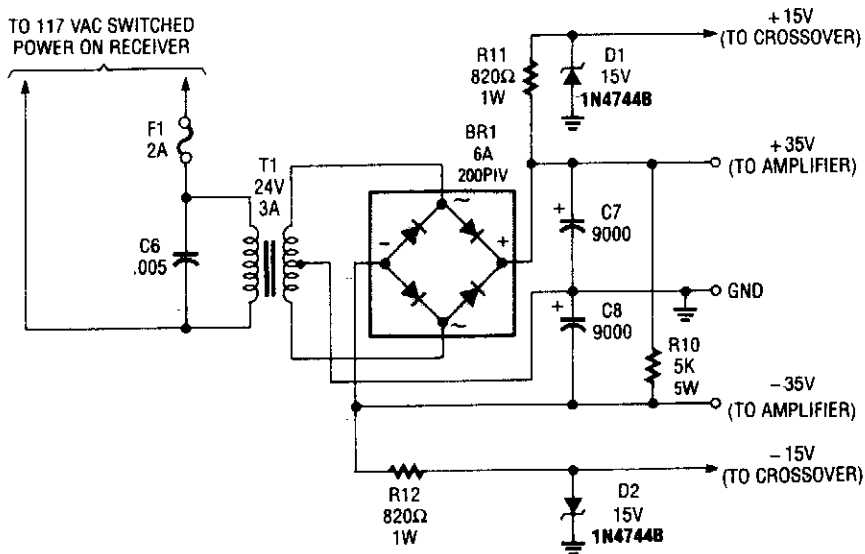 TO 117 VAC SWITCHED
POWER ON RECEIVER
F1
2A
C6
.005
T1
24V
3A
BR1
6A
200PIV
~
-
+
~
R11
820Ω
1W
D1
15V
1N4744B
+15V
(TO CROSSOVER)
+35V
(TO AMPLIFIER)
+
C7
9000
GND
+
C8
9000
R10
5K
5W
-35V
(TO AMPLIFIER)
-15V
(TO CROSSOVER)
R12
820Ω
1W
D2
15V
1N4744B